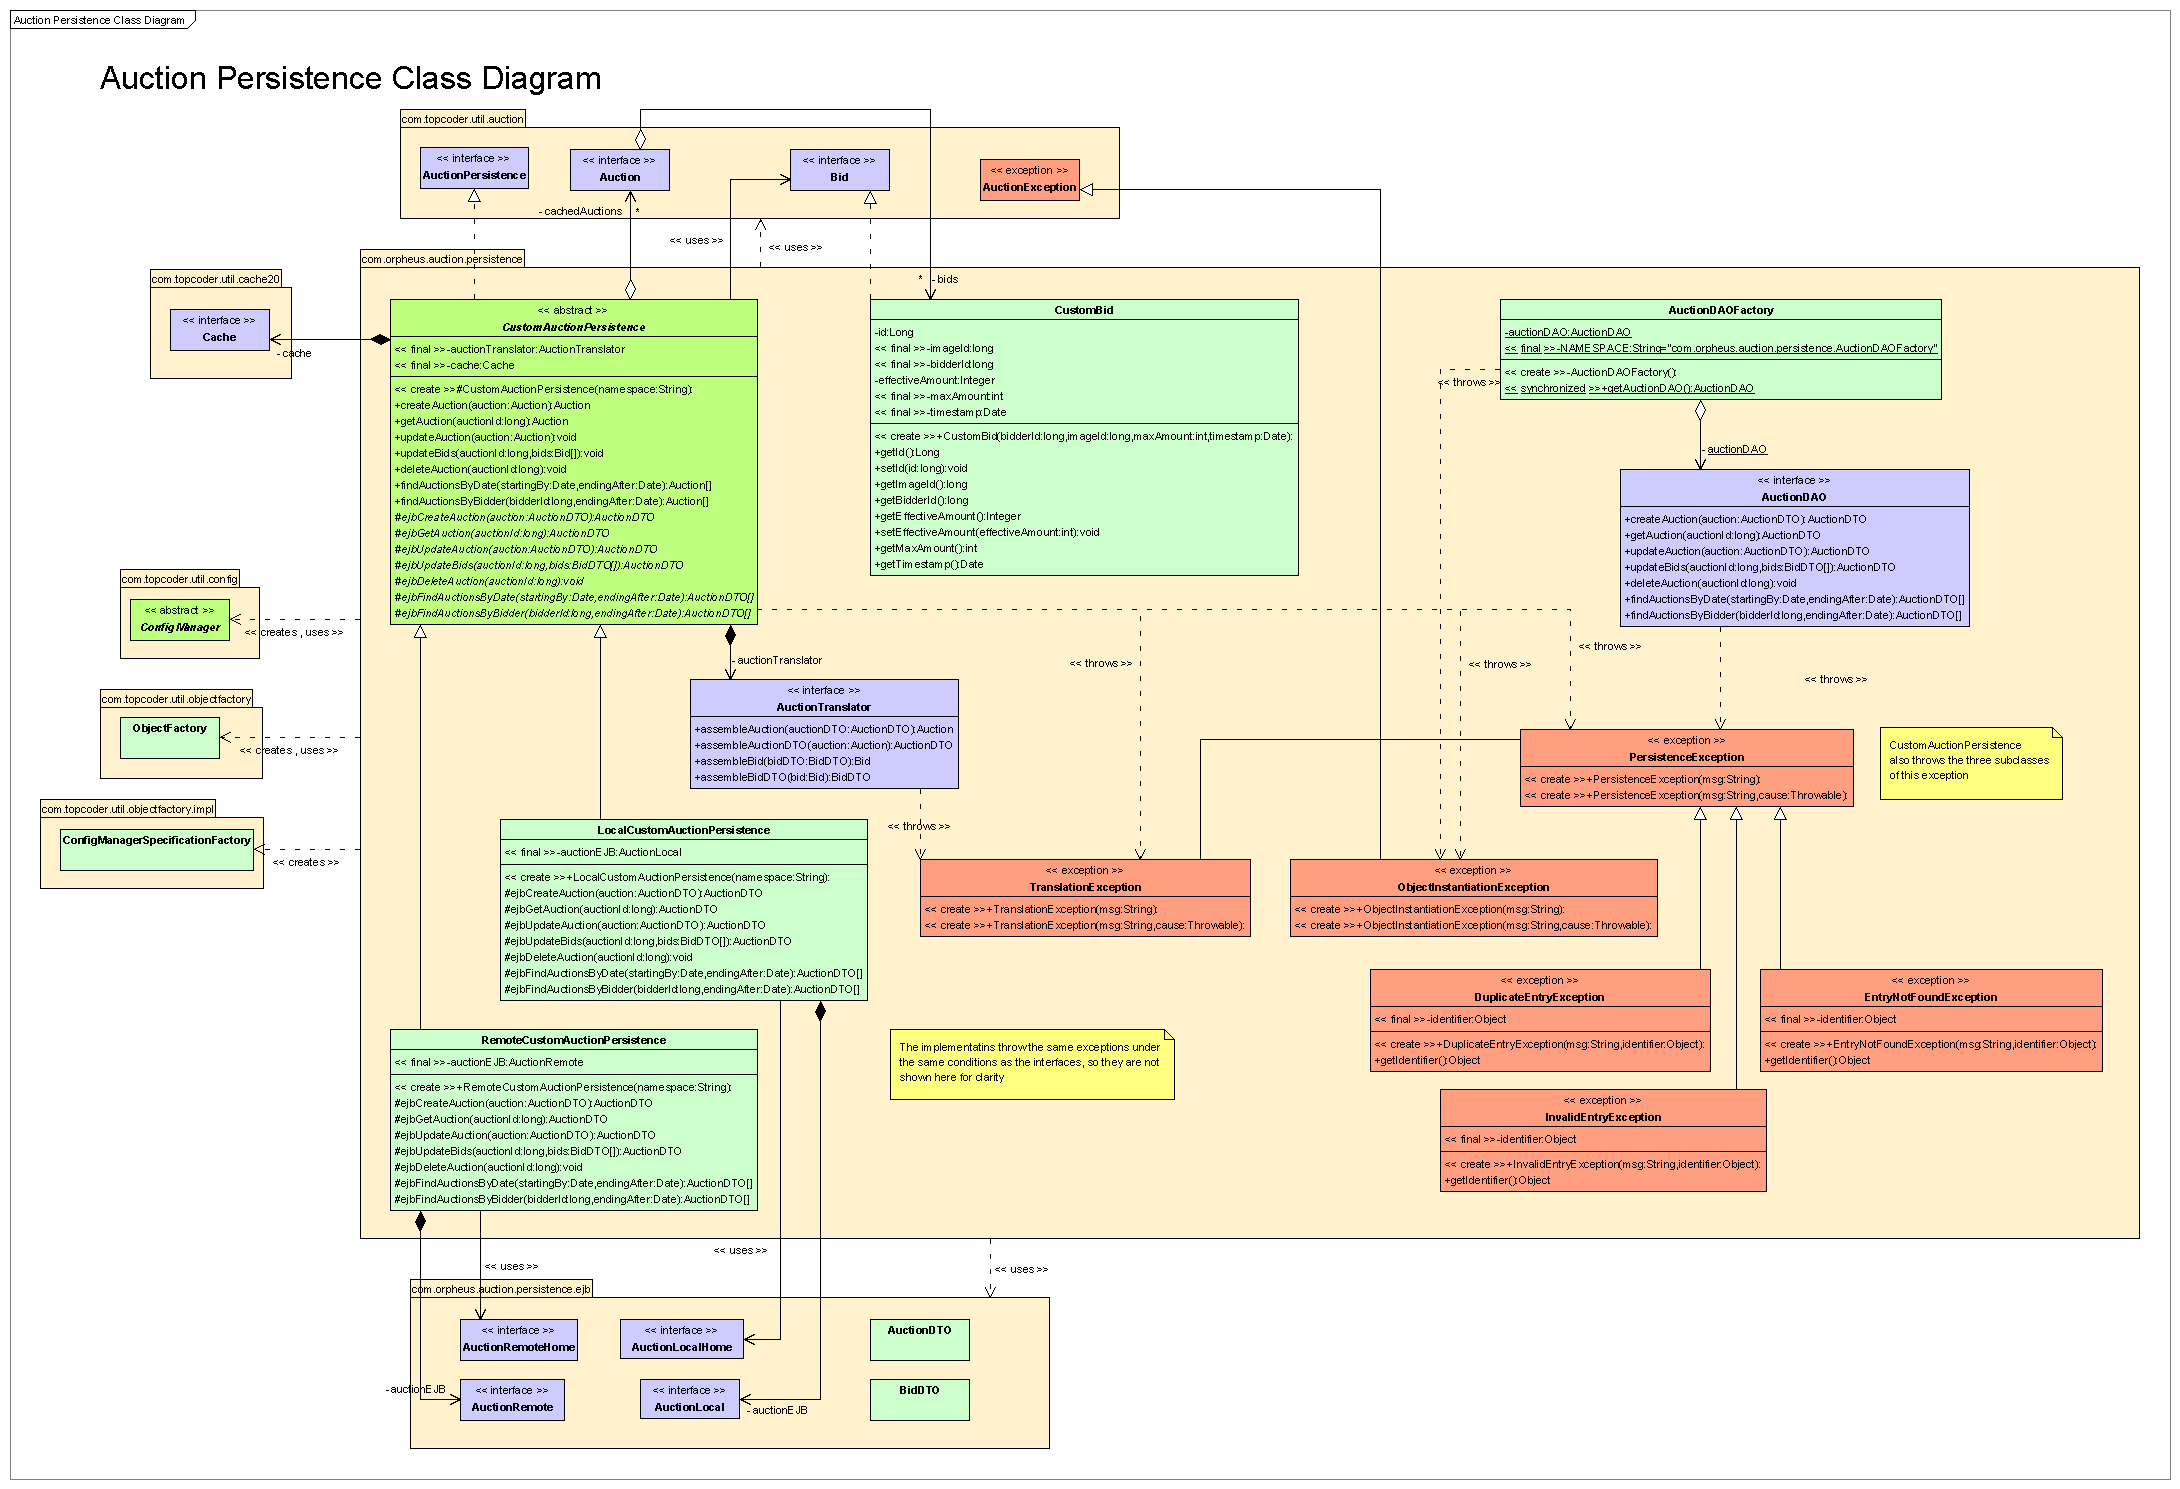 Auction Persistence Class Diagram
Auction Persistence Class Diagram
com.topcoder.util.auction
<< interface >>
AuctionPersistence
<< interface >>
Auction
<< interface >>
Bid
<< exception >>
AuctionException
- cachedAuctions
*
<< uses >>
<< uses >>
com.orpheus.auction.persistence
* - bids
com.topcoder.util.cache20
<< interface >>
Cache
- cache
<< abstract >>
CustomAuctionPersistence
<< final >>-auctionTranslator:AuctionTranslator
<< final >>-cache:Cache
<< create >>#CustomAuctionPersistence(namespace:String):
+createAuction(auction:Auction):Auction
+getAuction(auctionId:long):Auction
+updateAuction(auction:Auction):void
+updateBids(auctionId:long,bids:Bid[]):void
+deleteAuction(auctionId:long):void
+findAuctionsByDate(startingBy:Date,endingAfter:Date):Auction[]
+findAuctionsByBidder(bidderId:long,endingAfter:Date):Auction[]
#ejbCreateAuction(auction:AuctionDTO):AuctionDTO
#ejbGetAuction(auctionId:long):AuctionDTO
#ejbUpdateAuction(auction:AuctionDTO):AuctionDTO
#ejbUpdateBids(auctionId:long,bids:BidDTO[]):AuctionDTO
#ejbDeleteAuction(auctionId:long):void
#ejbFindAuctionsByDate(startingBy:Date,endingAfter:Date):AuctionDTO[]
#ejbFindAuctionsByBidder(bidderId:long,endingAfter:Date):AuctionDTO[]
CustomBid
-id:Long
<< final >>-imageId:long
<< final >>-bidderId:long
-effectiveAmount:Integer
<< final >>-maxAmount:int
<< final >>-timestamp:Date
<< create >>+CustomBid(bidderId:long,imageId:long,maxAmount:int,timestamp:Date):
+getId():Long
+setId(id:long):void
+getImageId():long
+getBidderId():long
+getEffectiveAmount():Integer
+setEffectiveAmount(effectiveAmount:int):void
+getMaxAmount():int
+getTimestamp():Date
AuctionDAOFactory
-auctionDAO:AuctionDAO
<< final >>-NAMESPACE:String="com.orpheus.auction.persistence.AuctionDAOFactory"
<< create >>-AuctionDAOFactory():
<< synchronized >>+getAuctionDAO():AuctionDAO
<< throws >>
- auctionDAO
<< interface >>
AuctionDAO
+createAuction(auction:AuctionDTO):AuctionDTO
+getAuction(auctionId:long):AuctionDTO
+updateAuction(auction:AuctionDTO):AuctionDTO
+updateBids(auctionId:long,bids:BidDTO[]):AuctionDTO
+deleteAuction(auctionId:long):void
+findAuctionsByDate(startingBy:Date,endingAfter:Date):AuctionDTO[]
+findAuctionsByBidder(bidderId:long,endingAfter:Date):AuctionDTO[]
com.topcoder.util.config
<< abstract >>
ConfigManager
<< creates , uses >>
com.topcoder.util.objectfactory
ObjectFactory
<< creates , uses >>
com.topcoder.util.objectfactory.impl
ConfigManagerSpecificationFactory
<< creates >>
- auctionTranslator
<< throws >>
<< throws >>
<< throws >>
<< throws >>
<< interface >>
AuctionTranslator
+assembleAuction(auctionDTO:AuctionDTO):Auction
+assembleAuctionDTO(auction:Auction):AuctionDTO
+assembleBid(bidDTO:BidDTO):Bid
+assembleBidDTO(bid:Bid):BidDTO
<< throws >>
<< exception >>
PersistenceException
<< create >>+PersistenceException(msg:String):
<< create >>+PersistenceException(msg:String,cause:Throwable):
CustomAuctionPersistence
also throws the three subclasses
of this exception
LocalCustomAuctionPersistence
<< final >>-auctionEJB:AuctionLocal
<< create >>+LocalCustomAuctionPersistence(namespace:String):
#ejbCreateAuction(auction:AuctionDTO):AuctionDTO
#ejbGetAuction(auctionId:long):AuctionDTO
#ejbUpdateAuction(auction:AuctionDTO):AuctionDTO
#ejbUpdateBids(auctionId:long,bids:BidDTO[]):AuctionDTO
#ejbDeleteAuction(auctionId:long):void
#ejbFindAuctionsByDate(startingBy:Date,endingAfter:Date):AuctionDTO[]
#ejbFindAuctionsByBidder(bidderId:long,endingAfter:Date):AuctionDTO[]
<< exception >>
TranslationException
<< create >>+TranslationException(msg:String):
<< create >>+TranslationException(msg:String,cause:Throwable):
<< exception >>
ObjectInstantiationException
<< create >>+ObjectInstantiationException(msg:String):
<< create >>+ObjectInstantiationException(msg:String,cause:Throwable):
<< exception >>
DuplicateEntryException
<< final >>-identifier:Object
<< create >>+DuplicateEntryException(msg:String,identifier:Object):
+getIdentifier():Object
<< exception >>
EntryNotFoundException
<< final >>-identifier:Object
<< create >>+EntryNotFoundException(msg:String,identifier:Object):
+getIdentifier():Object
<< exception >>
InvalidEntryException
<< final >>-identifier:Object
<< create >>+InvalidEntryException(msg:String,identifier:Object):
+getIdentifier():Object
RemoteCustomAuctionPersistence
<< final >>-auctionEJB:AuctionRemote
<< create >>+RemoteCustomAuctionPersistence(namespace:String):
#ejbCreateAuction(auction:AuctionDTO):AuctionDTO
#ejbGetAuction(auctionId:long):AuctionDTO
#ejbUpdateAuction(auction:AuctionDTO):AuctionDTO
#ejbUpdateBids(auctionId:long,bids:BidDTO[]):AuctionDTO
#ejbDeleteAuction(auctionId:long):void
#ejbFindAuctionsByDate(startingBy:Date,endingAfter:Date):AuctionDTO[]
#ejbFindAuctionsByBidder(bidderId:long,endingAfter:Date):AuctionDTO[]
The implementatins throw the same exceptions under
the same conditions as the interfaces, so they are not
shown here for clarity
<< uses >>
<< uses >>
<< uses >>
com.orpheus.auction.persistence.ejb
<< interface >>
AuctionRemoteHome
<< interface >>
AuctionLocalHome
AuctionDTO
- auctionEJB
<< interface >>
AuctionRemote
<< interface >>
AuctionLocal
- auctionEJB
BidDTO